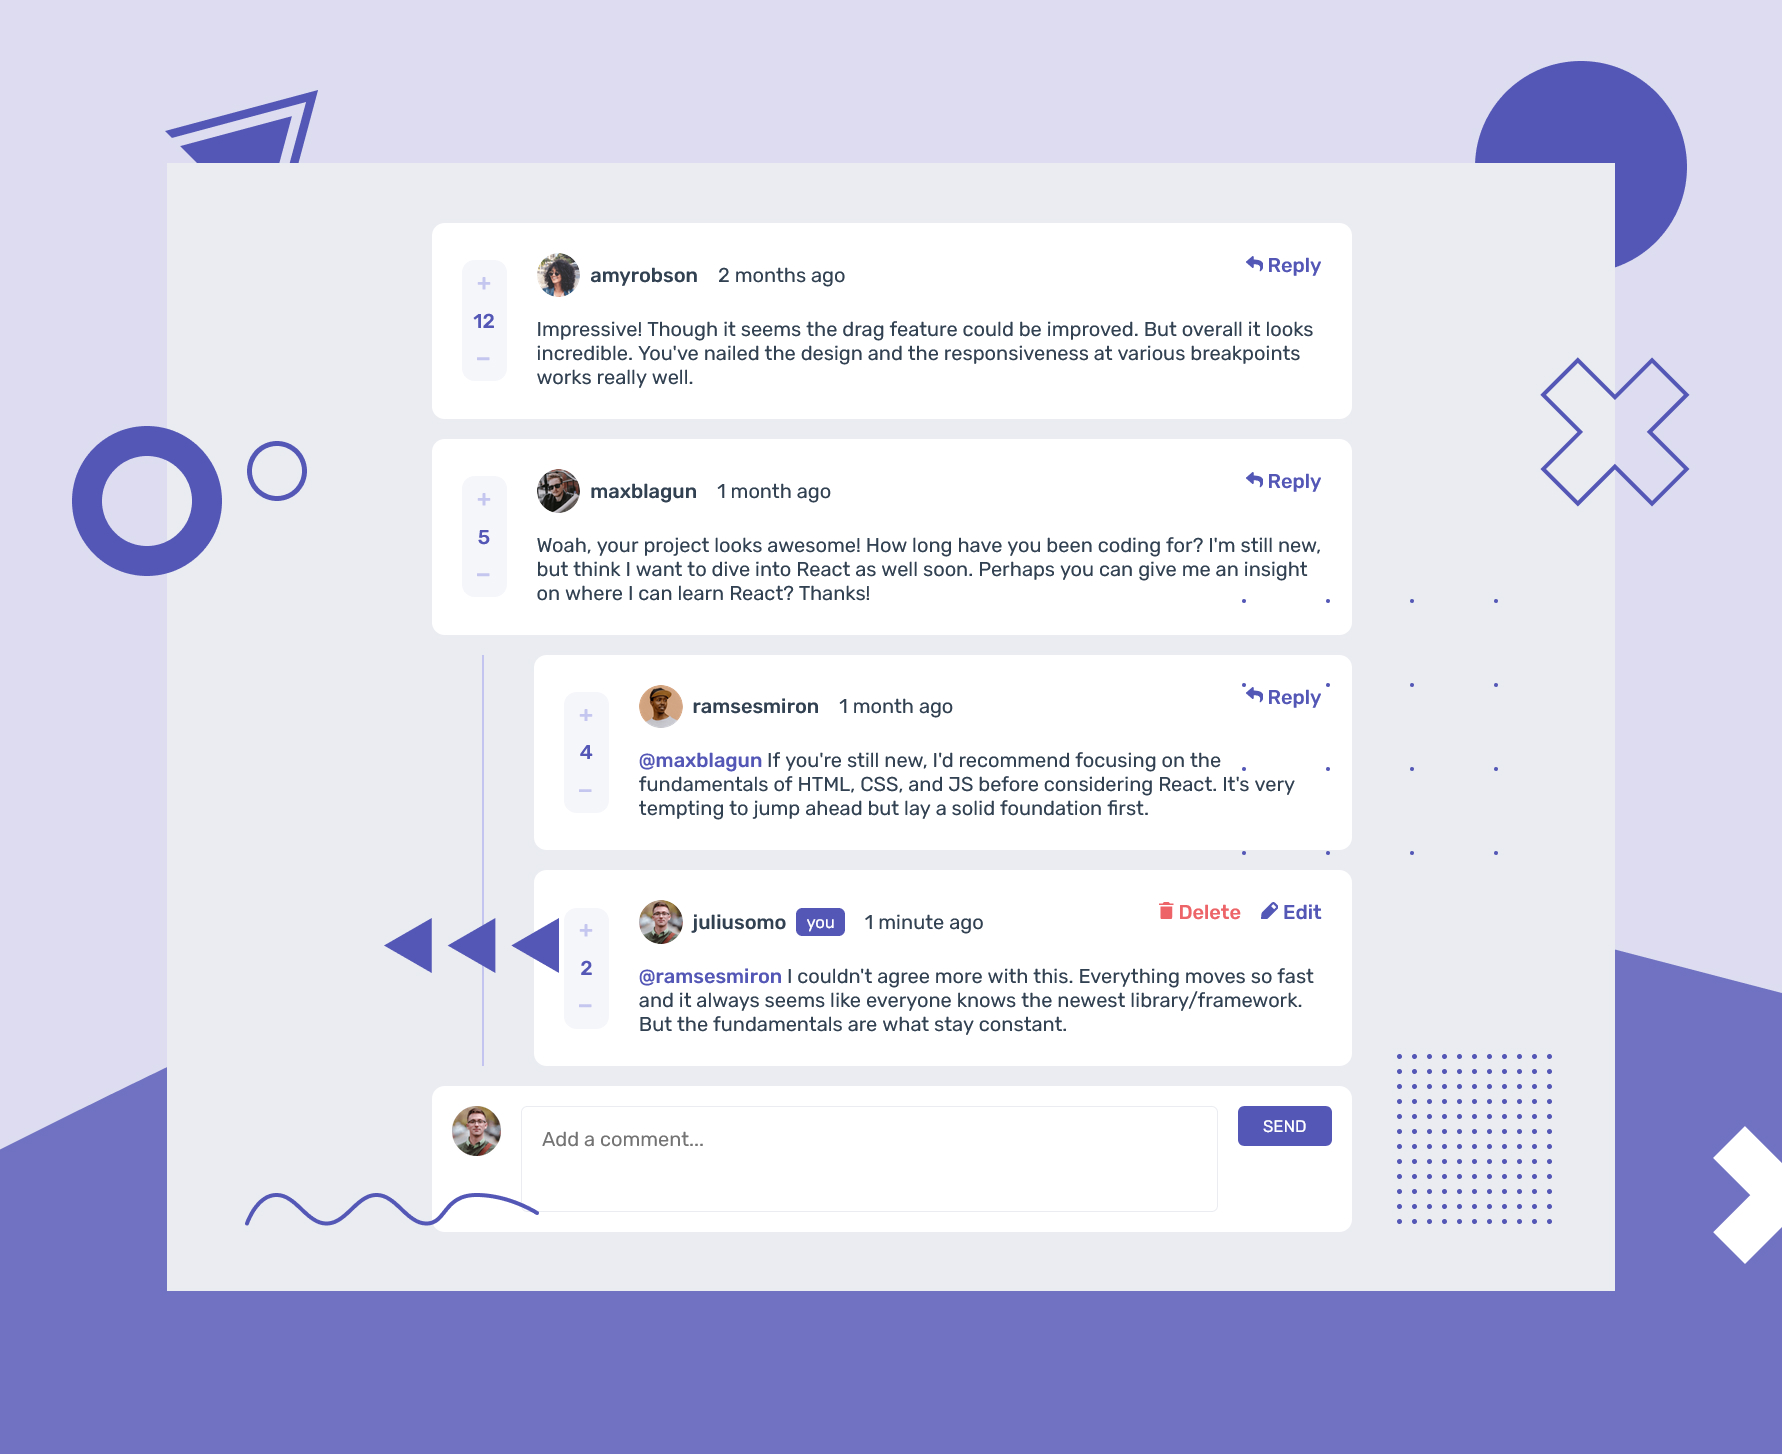 amyrobson 2 months ago Reply
+
12
−
Impressive! Though it seems the drag feature could be improved. But overall it looks
incredible. You've nailed the design and the responsiveness at various breakpoints
works really well.
maxblagun 1 month ago Reply
+
5
−
Woah, your project looks awesome! How long have you been coding for? I'm still new,
but think I want to dive into React as well soon. Perhaps you can give me an insight
on where I can learn React? Thanks!
ramsesmiron 1 month ago Reply
+
4
−
@maxblagun If you're still new, I'd recommend focusing on the
fundamentals of HTML, CSS, and JS before considering React. It's very
tempting to jump ahead but lay a solid foundation first.
juliusomo you 1 minute ago Delete Edit
+
2
−
@ramsesmiron I couldn't agree more with this. Everything moves so fast
and it always seems like everyone knows the newest library/framework.
But the fundamentals are what stay constant.
Add a comment...
SEND